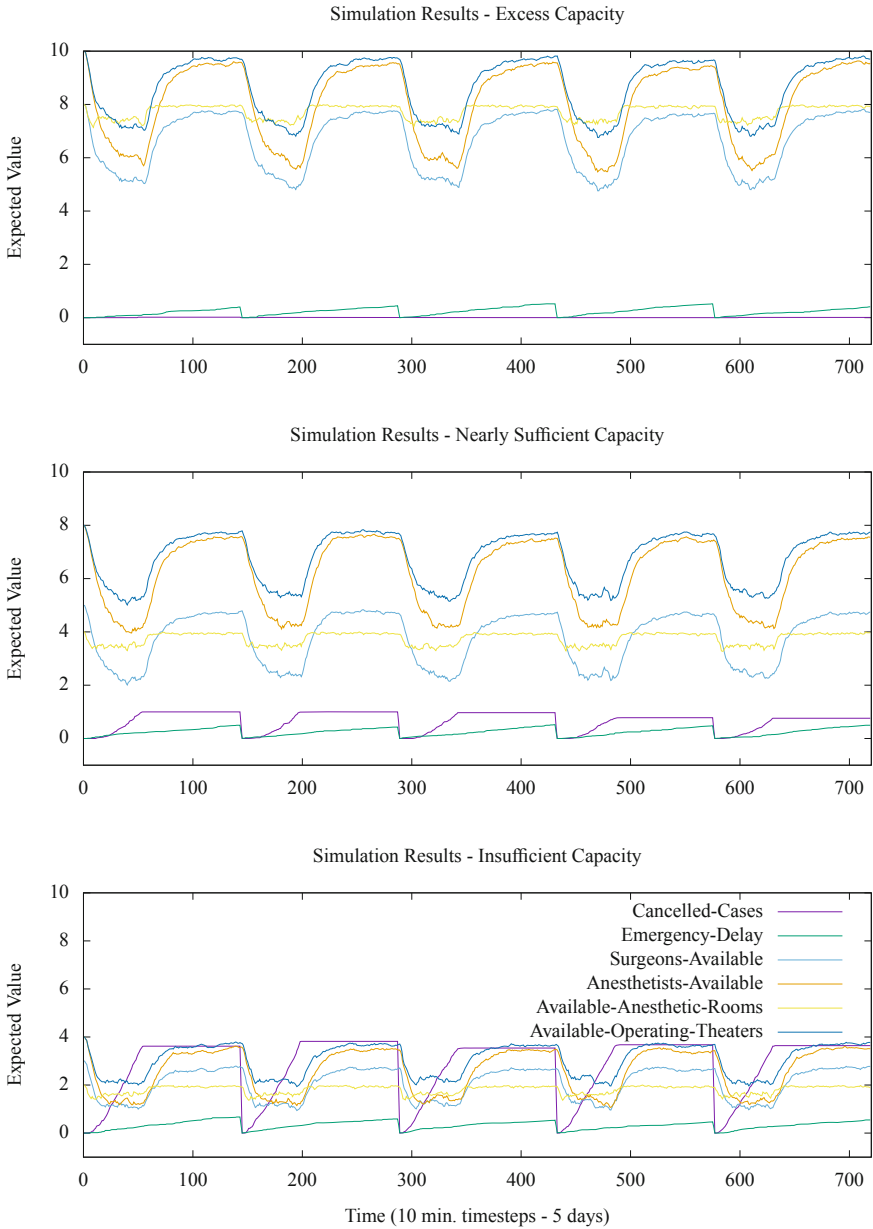 Simulation Results - Excess Capacity
10
8
6
4
2
0
Expected Value
0 100 200 300 400 500 600 700
Simulation Results - Nearly Sufficient Capacity
10
8
6
4
2
0
Expected Value
0 100 200 300 400 500 600 700
Simulation Results - Insufficient Capacity
10
8
6
4
2
0
Expected Value
Cancelled-Cases
Emergency-Delay
Surgeons-Available
Anesthetists-Available
Available-Anesthetic-Rooms
Available-Operating-Theaters
0 100 200 300 400 500 600 700
Time (10 min. timesteps - 5 days)